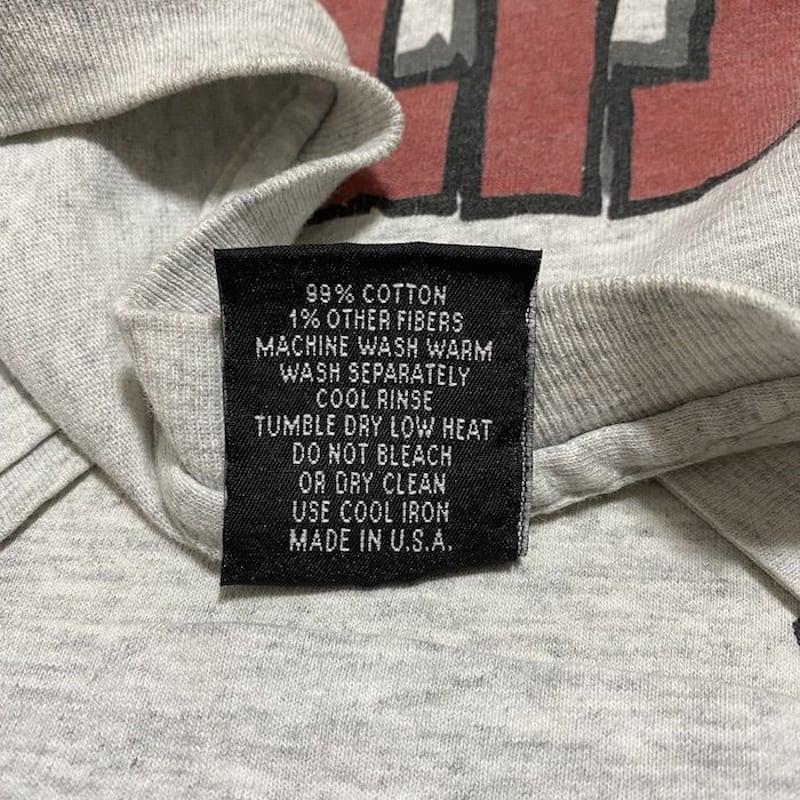 99% COTTON
1% OTHER FIBERS
MACHINE WASH WARM
WASH SEPARATELY
COOL RINSE
TUMBLE DRY LOW HEAT
DO NOT BLEACH
OR DRY CLEAN
USE COOL IRON
MADE IN U.S.A.